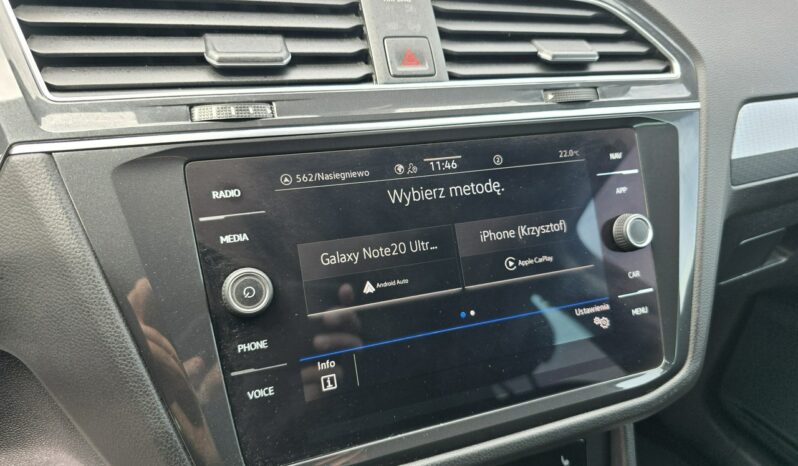 562/Nasiegniewo
11:46
22.0°C
Wybierz metodę.
RADIO
MEDIA
PHONE
VOICE
NAV
APP
CAR
MENU
Galaxy Note20 Ultr...
Android Auto
iPhone (Krzysztof)
Apple CarPlay
Ustawienia
Info